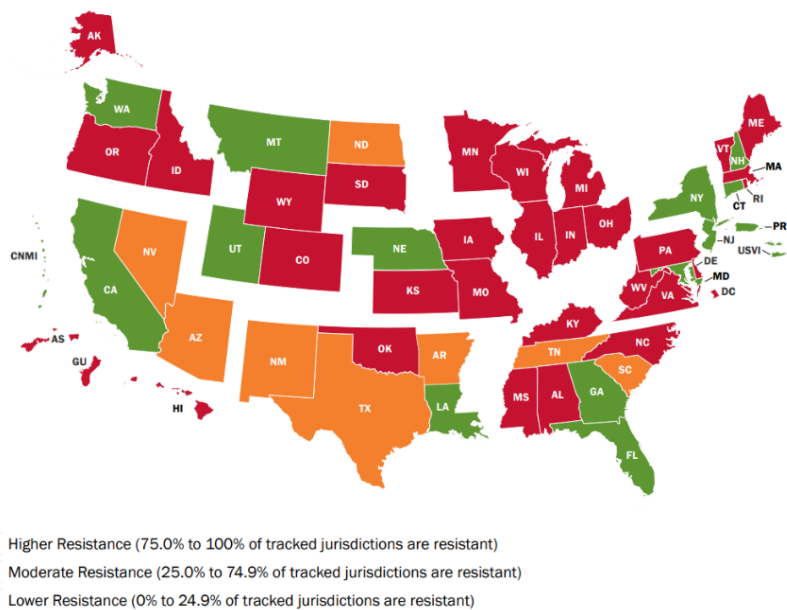 AK
WA
MT
ND
MN
ME
VT
NH
MA
OR
ID
SD
WI
MI
NY
CT
RI
WY
PR
NV
UT
CO
NE
IA
IL
IN
OH
PA
NJ
USVI
CNMI
CA
KS
MO
WV
VA
DE
MD
DC
AS
GU
HI
AZ
NM
OK
AR
TN
KY
NC
SC
TX
LA
MS
AL
GA
FL
Higher Resistance (75.0% to 100% of tracked jurisdictions are resistant)
Moderate Resistance (25.0% to 74.9% of tracked jurisdictions are resistant)
Lower Resistance (0% to 24.9% of tracked jurisdictions are resistant)